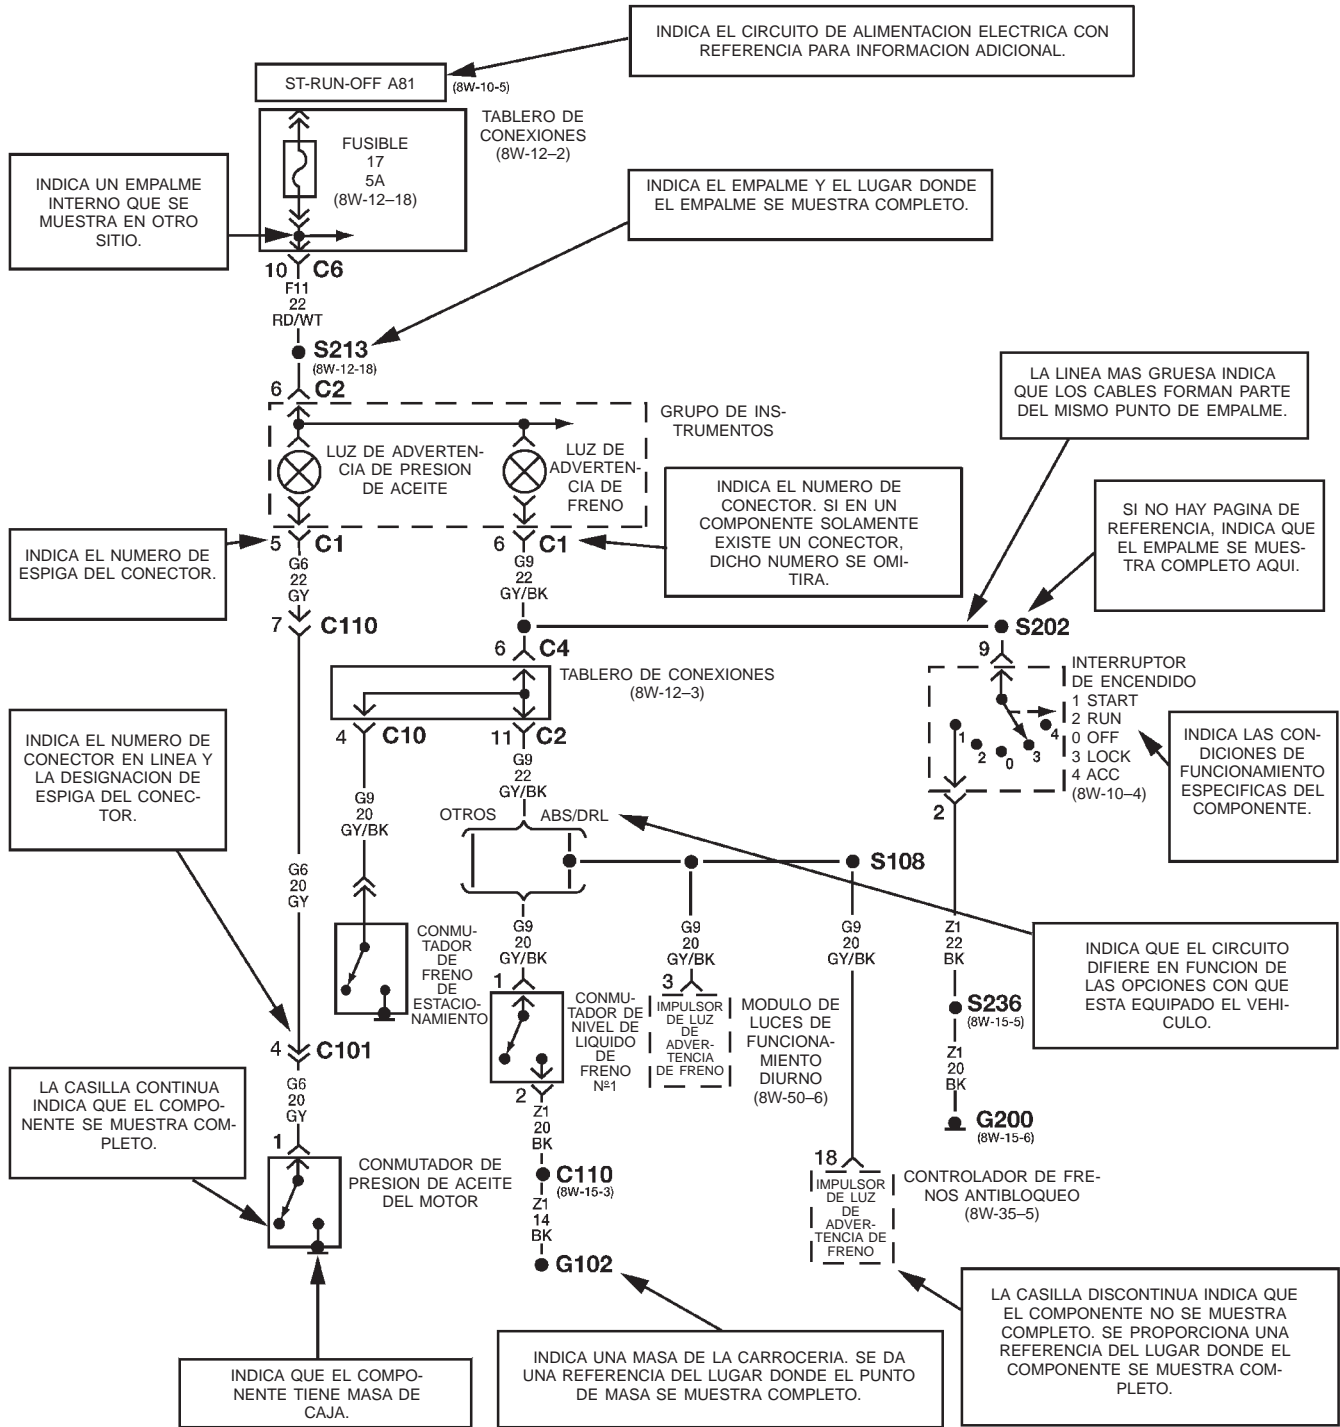 INDICA EL CIRCUITO DE ALIMENTACION ELECTRICA CON
REFERENCIA PARA INFORMACION ADICIONAL.
ST-RUN-OFF A81
(8W-10-5)
TABLERO DE
CONEXIONES
(8W-12–2)
FUSIBLE
17
5A
(8W-12–18)
INDICA UN EMPALME
INTERNO QUE SE
MUESTRA EN OTRO
SITIO.
INDICA EL EMPALME Y EL LUGAR DONDE
EL EMPALME SE MUESTRA COMPLETO.
10 C6
F11
22
RD/WT
S213
(8W-12-18)
6 C2
LA LINEA MAS GRUESA INDICA
QUE LOS CABLES FORMAN PARTE
DEL MISMO PUNTO DE EMPALME.
GRUPO DE INS-
TRUMENTOS
LUZ DE ADVERTEN-
CIA DE PRESION
DE ACEITE
LUZ DE
ADVERTEN-
CIA DE
FRENO
INDICA EL NUMERO DE
CONECTOR. SI EN UN
COMPONENTE SOLAMENTE
EXISTE UN CONECTOR,
DICHO NUMERO SE OMI-
TIRA.
SI NO HAY PAGINA DE
REFERENCIA, INDICA QUE
EL EMPALME SE MUES-
TRA COMPLETO AQUI.
INDICA EL NUMERO DE
ESPIGA DEL CONECTOR.
5 C1
G6
22
GY
6 C1
G9
22
GY/BK
7 C110
S202
6 C4
9
TABLERO DE CONEXIONES
(8W-12–3)
INTERRUPTOR
DE ENCENDIDO
1 START
2 RUN
0 OFF
3 LOCK
4 ACC
(8W-10–4)
1
2
0
3
4
INDICA LAS CON-
DICIONES DE
FUNCIONAMIENTO
ESPECIFICAS DEL
COMPONENTE.
INDICA EL NUMERO DE
CONECTOR EN LINEA Y
LA DESIGNACION DE
ESPIGA DEL CONEC-
TOR.
4 C10
11 C2
G9
22
GY/BK
G9
20
GY/BK
2
OTROS
ABS/DRL
S108
G6
20
GY
G9
20
GY/BK
G9
20
GY/BK
G9
20
GY/BK
Z1
22
BK
INDICA QUE EL CIRCUITO
DIFIERE EN FUNCION DE
LAS OPCIONES CON QUE
ESTA EQUIPADO EL VEHI-
CULO.
CONMU-
TADOR
DE
FRENO
DE
ESTACIO-
NAMIENTO
1
CONMU-
TADOR DE
NIVEL DE
LIQUIDO
DE
FRENO
Nº1
3
IMPULSOR
DE LUZ
DE
ADVER-
TENCIA
DE FRENO
MODULO DE
LUCES DE
FUNCIONA-
MIENTO
DIURNO
(8W-50–6)
S236
(8W-15-5)
Z1
20
BK
G200
(8W-15-6)
4 C101
G6
20
GY
LA CASILLA CONTINUA
INDICA QUE EL COMPO-
NENTE SE MUESTRA COM-
PLETO.
1
CONMUTADOR DE
PRESION DE ACEITE
DEL MOTOR
2
Z1
20
BK
C110
(8W-15-3)
Z1
14
BK
G102
18
IMPULSOR
DE LUZ
DE
ADVER-
TENCIA DE
FRENO
CONTROLADOR DE FRE-
NOS ANTIBLOQUEO
(8W-35–5)
LA CASILLA DISCONTINUA INDICA QUE
EL COMPONENTE NO SE MUESTRA
COMPLETO. SE PROPORCIONA UNA
REFERENCIA DEL LUGAR DONDE EL
COMPONENTE SE MUESTRA COM-
PLETO.
INDICA QUE EL COMPO-
NENTE TIENE MASA DE
CAJA.
INDICA UNA MASA DE LA CARROCERIA. SE DA
UNA REFERENCIA DEL LUGAR DONDE EL PUNTO
DE MASA SE MUESTRA COMPLETO.